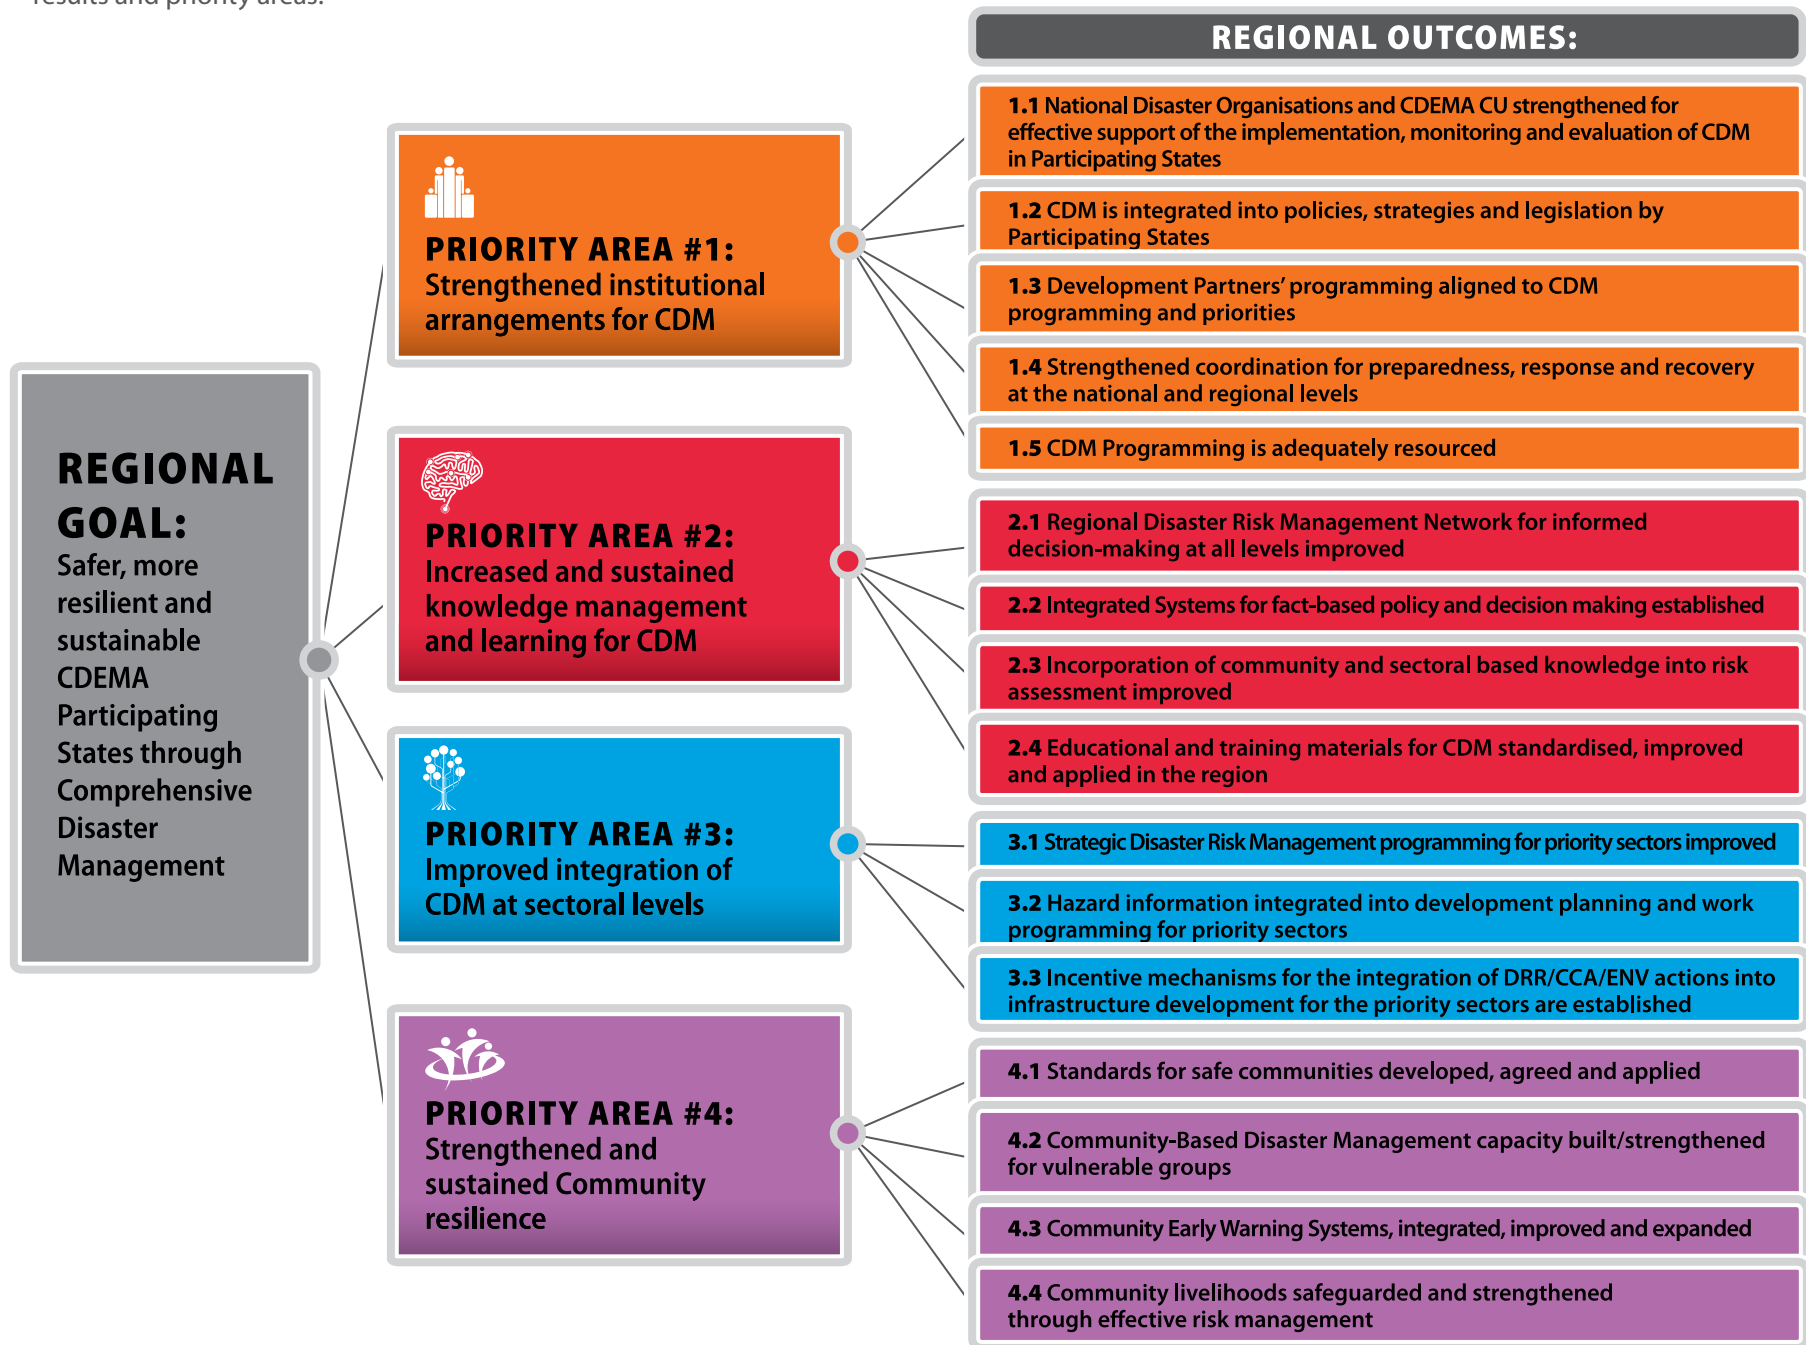 results and priority areas.
REGIONAL
GOAL:
Safer, more
resilient and
sustainable
CDEMA
Participating
States through
Comprehensive
Disaster
Management
PRIORITY AREA #1:
Strengthened institutional
arrangements for CDM
PRIORITY AREA #2:
Increased and sustained
knowledge management
and learning for CDM
PRIORITY AREA #3:
Improved integration of
CDM at sectoral levels
PRIORITY AREA #4:
Strengthened and
sustained Community
resilience
REGIONAL OUTCOMES:
1.1 National Disaster Organisations and CDEMA CU strengthened for
effective support of the implementation, monitoring and evaluation of CDM
in Participating States
1.2 CDM is integrated into policies, strategies and legislation by
Participating States
1.3 Development Partners’ programming aligned to CDM
programming and priorities
1.4 Strengthened coordination for preparedness, response and recovery
at the national and regional levels
1.5 CDM Programming is adequately resourced
2.1 Regional Disaster Risk Management Network for informed
decision-making at all levels improved
2.2 Integrated Systems for fact-based policy and decision making established
2.3 Incorporation of community and sectoral based knowledge into risk
assessment improved
2.4 Educational and training materials for CDM standardised, improved
and applied in the region
3.1 Strategic Disaster Risk Management programming for priority sectors improved
3.2 Hazard information integrated into development planning and work
programming for priority sectors
3.3 Incentive mechanisms for the integration of DRR/CCA/ENV actions into
infrastructure development for the priority sectors are established
4.1 Standards for safe communities developed, agreed and applied
4.2 Community-Based Disaster Management capacity built/strengthened
for vulnerable groups
4.3 Community Early Warning Systems, integrated, improved and expanded
4.4 Community livelihoods safeguarded and strengthened
through effective risk management